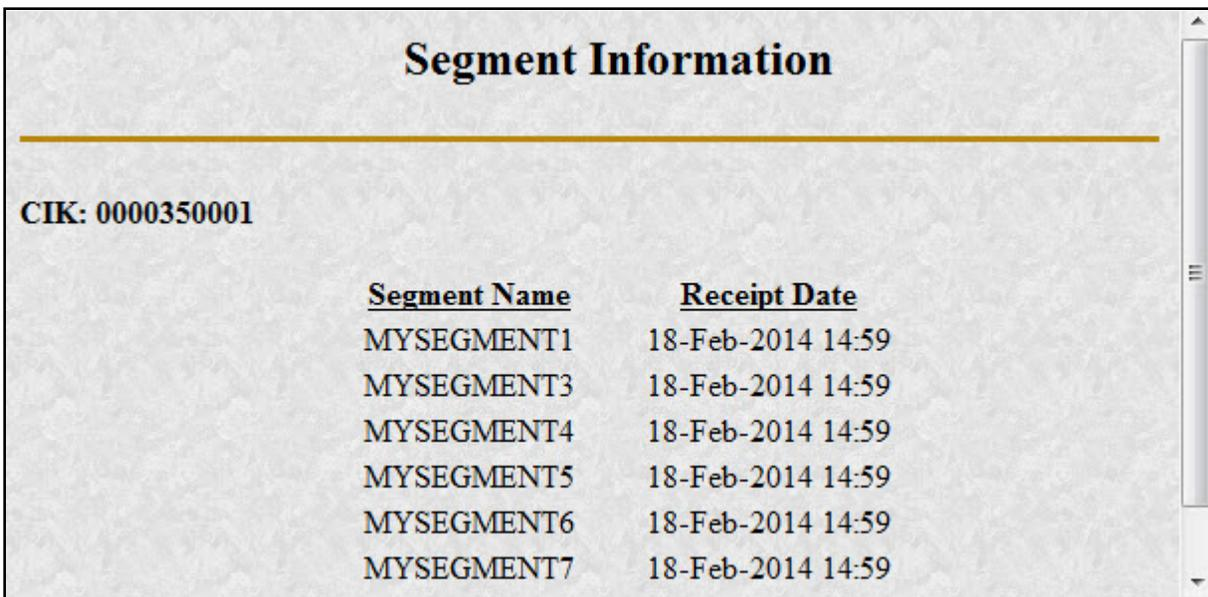 Segment Information
CIK: 0000350001
Segment Name Receipt Date
MYSEGMENT1 18-Feb-2014 14:59
MYSEGMENT3 18-Feb-2014 14:59
MYSEGMENT4 18-Feb-2014 14:59
MYSEGMENT5 18-Feb-2014 14:59
MYSEGMENT6 18-Feb-2014 14:59
MYSEGMENT7 18-Feb-2014 14:59